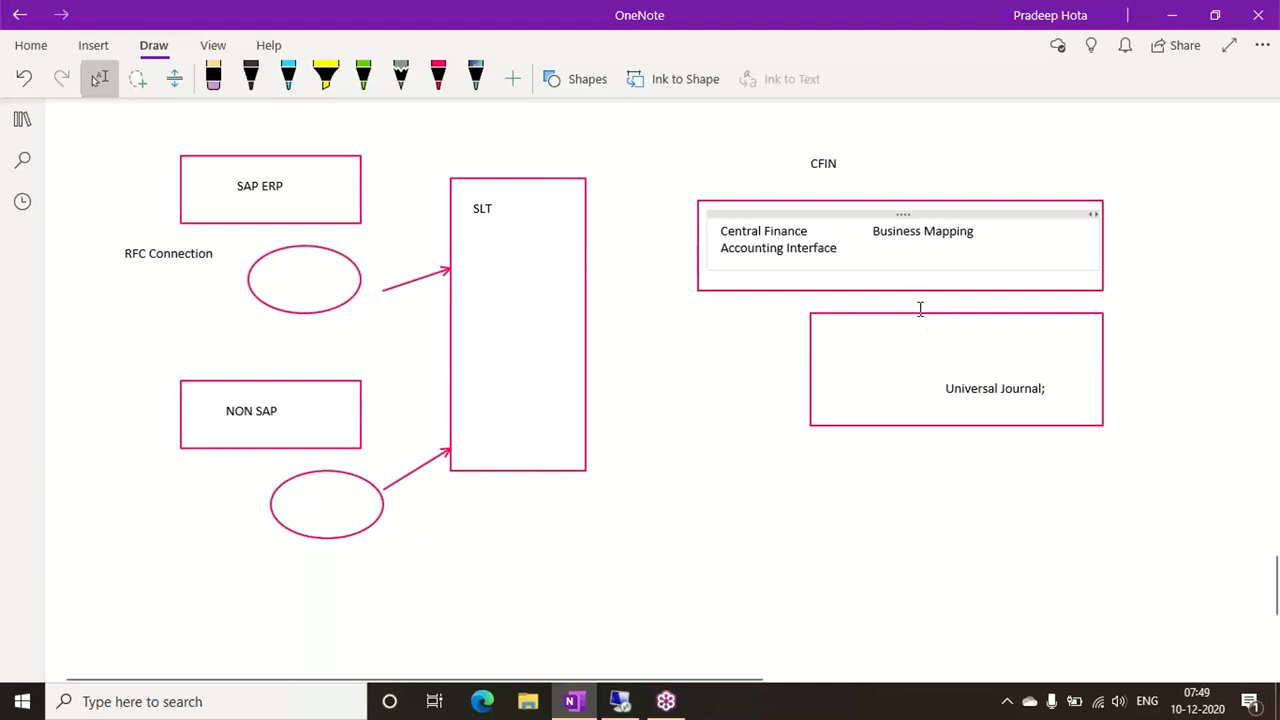 OneNote
Pradeep Hota
Home
Insert
Draw
View
Help
Share
Shapes
Ink to Shape
Ink to Text
CFIN
SAP ERP
SLT
Central Finance Business Mapping
Accounting Interface
RFC Connection
Universal Journal;
NON SAP
Type here to search
ENG
07:49
10-12-2020
1